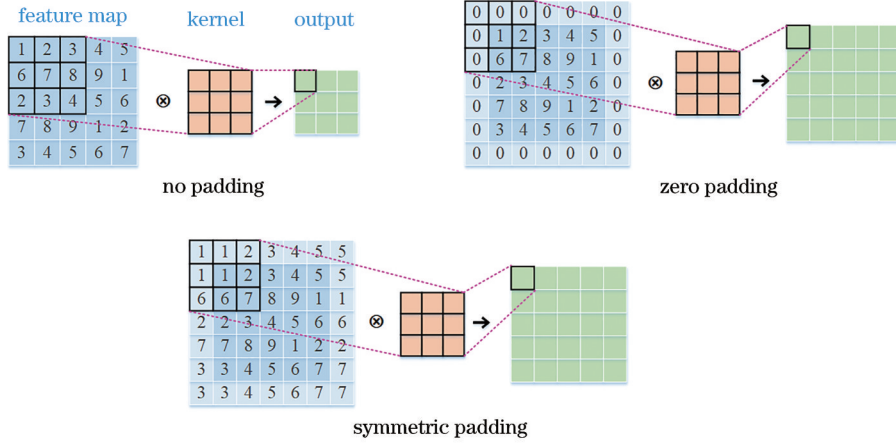 feature map kernel output
1 2 3 4 5
6 7 8 9 1
2 3 4 5 6
7 8 9 1 2
3 4 5 6 7
⊗ →
no padding
0 0 0 0 0 0 0
0 1 2 3 4 5 0
0 6 7 8 9 1 0
0 2 3 4 5 6 0
0 7 8 9 1 2 0
0 3 4 5 6 7 0
0 0 0 0 0 0 0
⊗ →
zero padding
1 1 2 3 4 5 5
1 1 2 3 4 5 5
6 6 7 8 9 1 1
2 2 3 4 5 6 6
7 7 8 9 1 2 2
3 3 4 5 6 7 7
3 3 4 5 6 7 7
⊗ →
symmetric padding